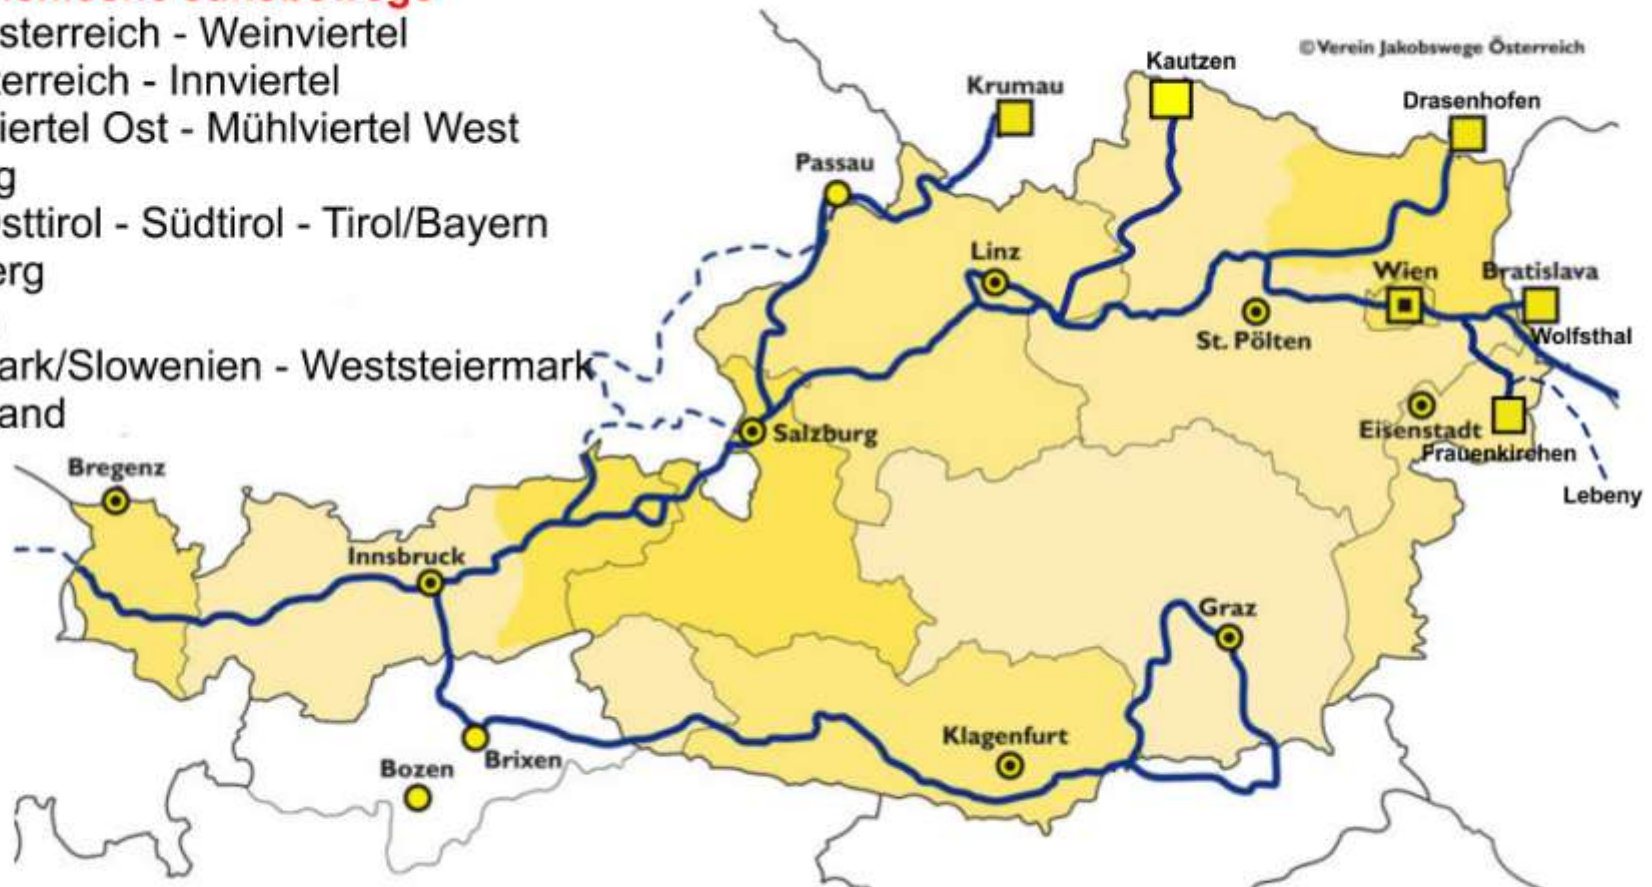 sterreich - Weinviertel
terreich - Innviertel
iertel Ost - Mühlviertel West
g
sttirol - Südtirol - Tirol/Bayern
erg
ark/Slowenien - Weststeiermark
and
©Verein Jakobswege Österreich
Kautzen
Krumau
Drasenhofen
Passau
Linz
Wien
Bratislava
St. Pölten
Wolfsthal
Salzburg
Eisenstadt
Frauenkirchen
Bregenz
Lebeny
Innsbruck
Graz
Klagenfurt
Brixen
Bozen